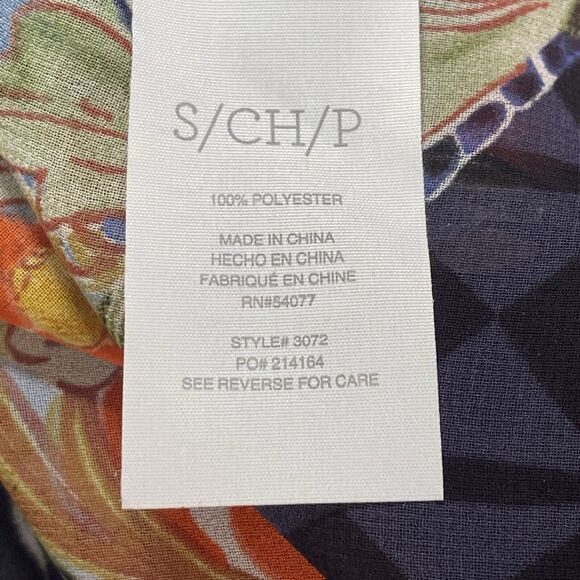 S/CH/P
100% POLYESTER
MADE IN CHINA
HECHO EN CHINA
FABRIQUÉ EN CHINE
RN#54077
STYLE# 3072
PO# 214164
SEE REVERSE FOR CARE